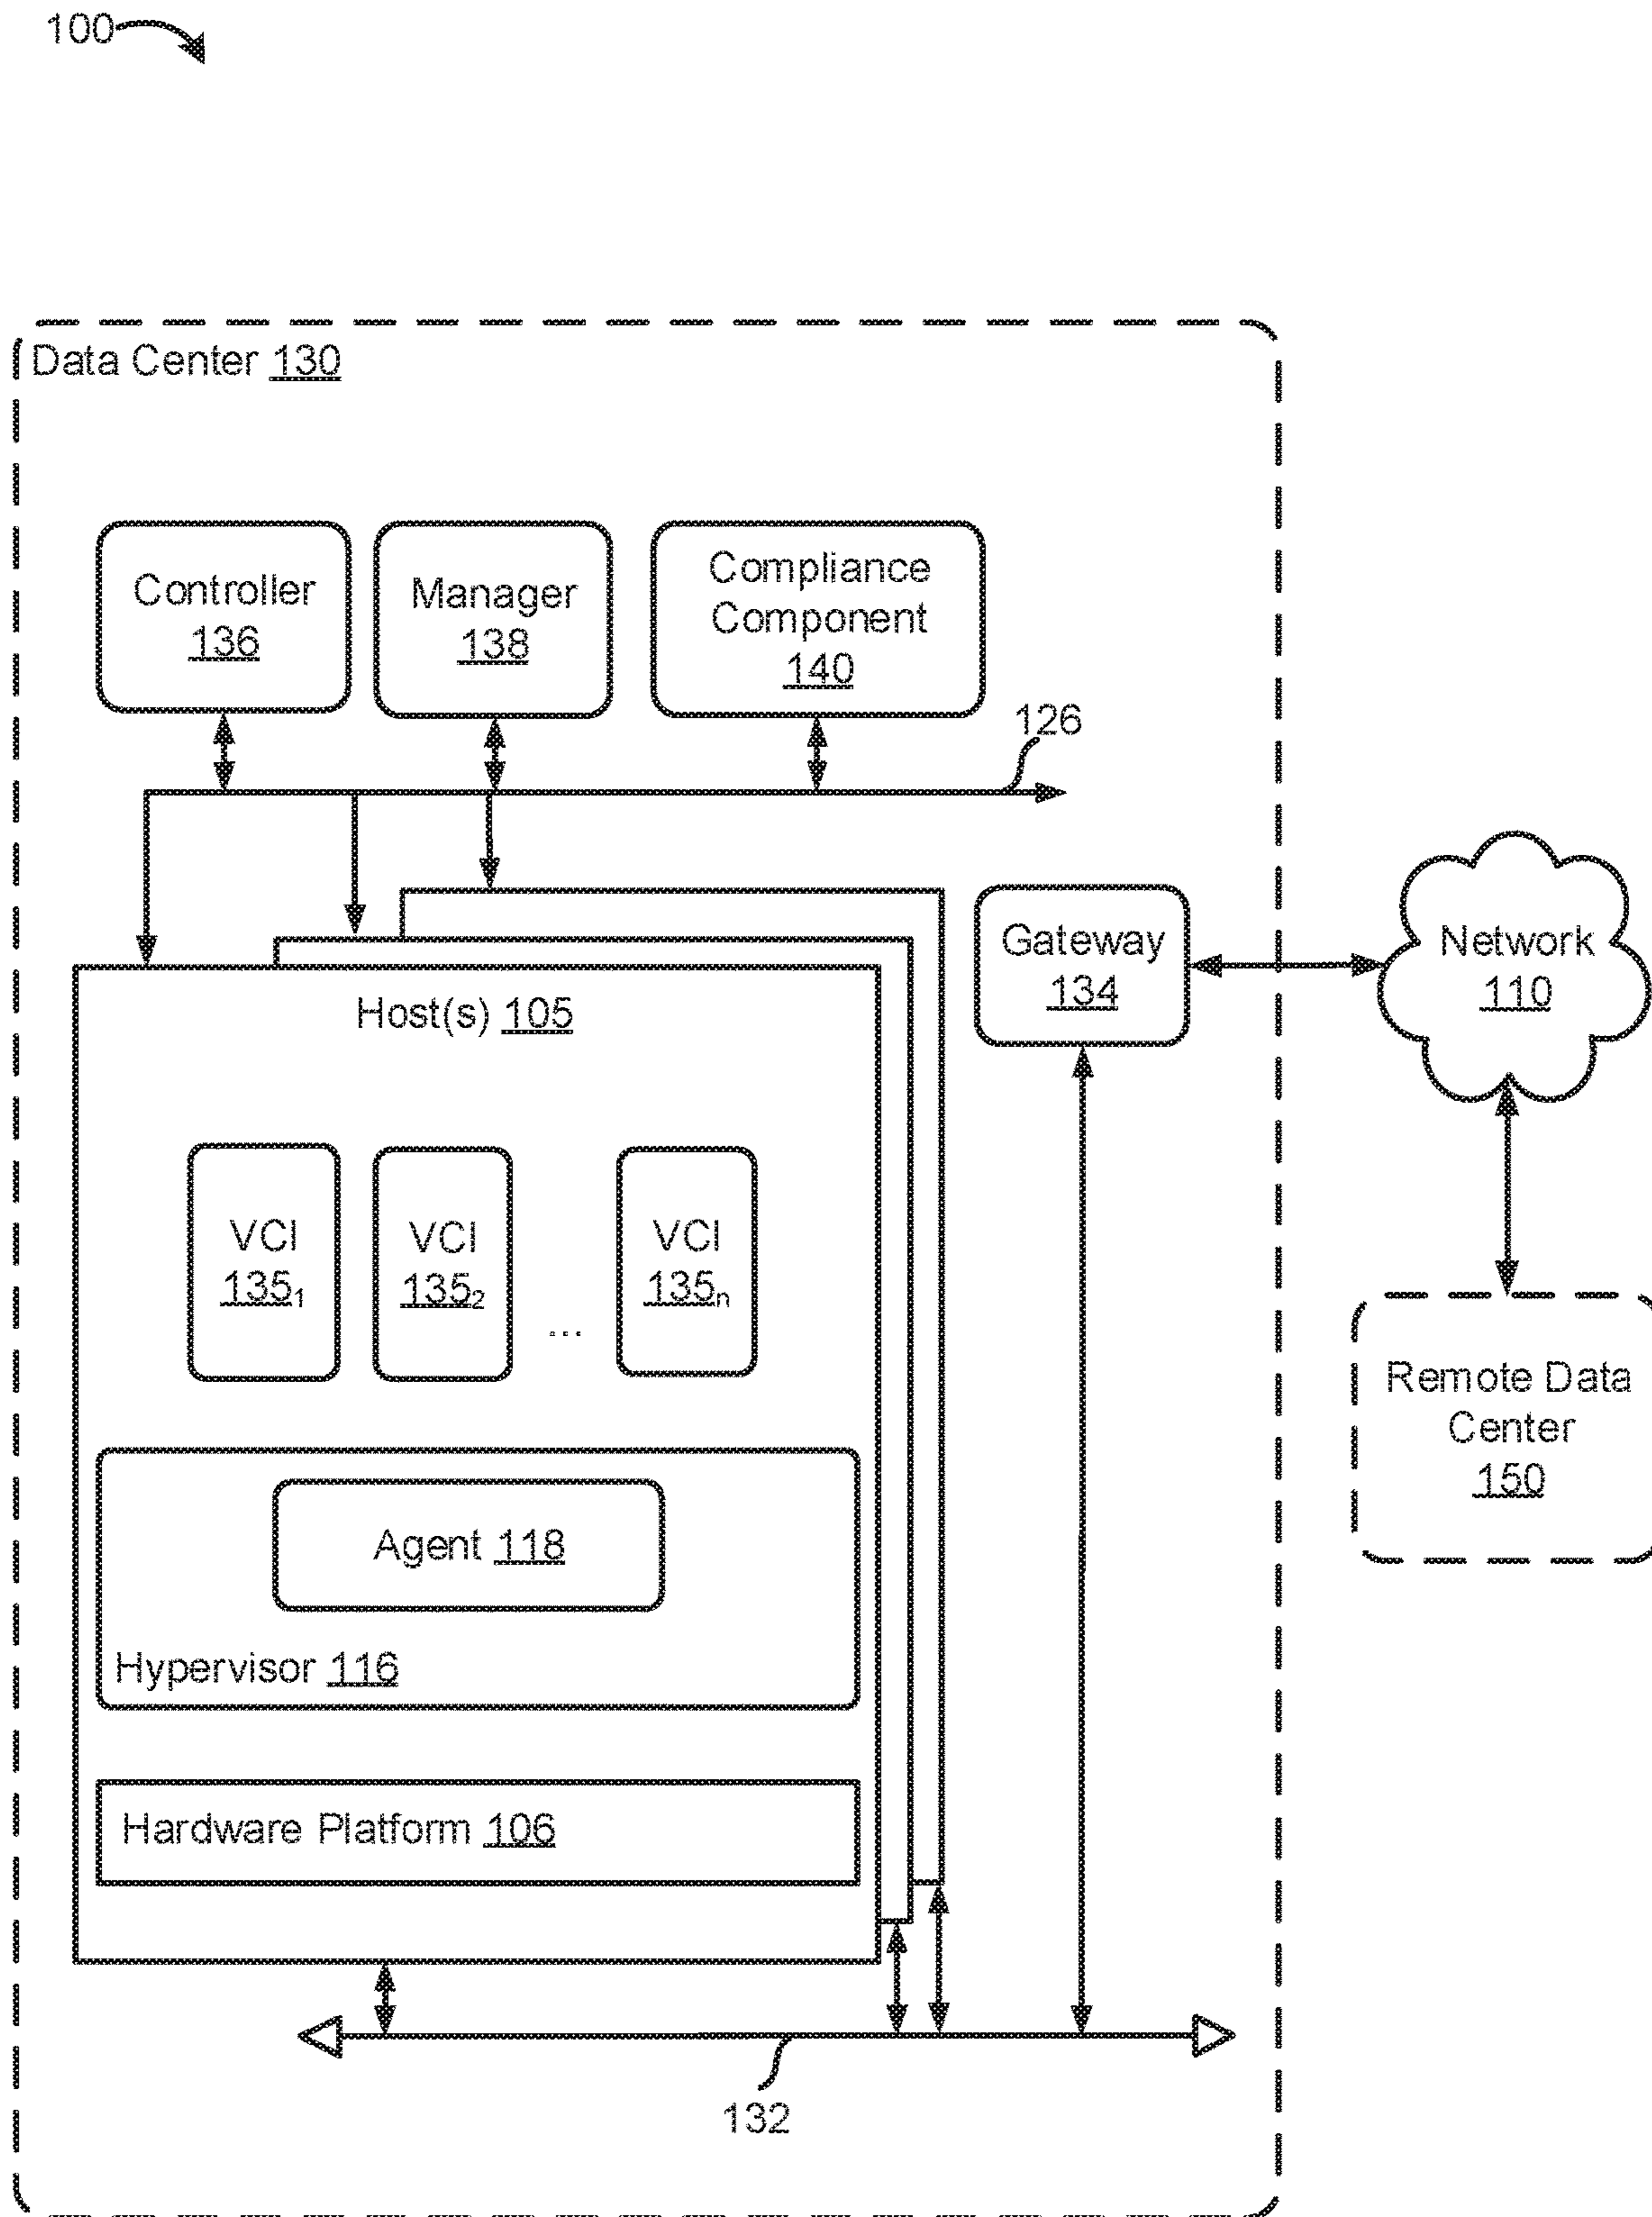 100
Data Center 130
Controller
136
Manager
138
Compliance
Component
140
126
Gateway
134
Network
110
Host(s) 105
VCI
135₁
VCI
135₂
...
VCI
135ₙ
Remote Data
Center
150
Agent 118
Hypervisor 116
Hardware Platform 106
132